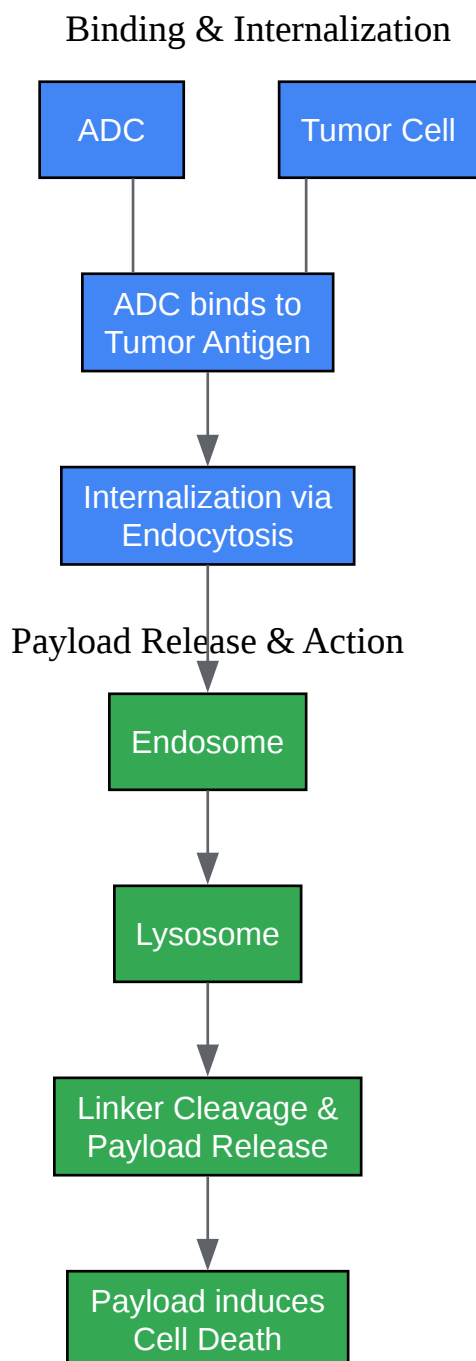 Binding & Internalization
ADC
Tumor Cell
ADC binds to
Tumor Antigen
Internalization via
Endocytosis
Payload Release & Action
Endosome
Lysosome
Linker Cleavage &
Payload Release
Payload induces
Cell Death